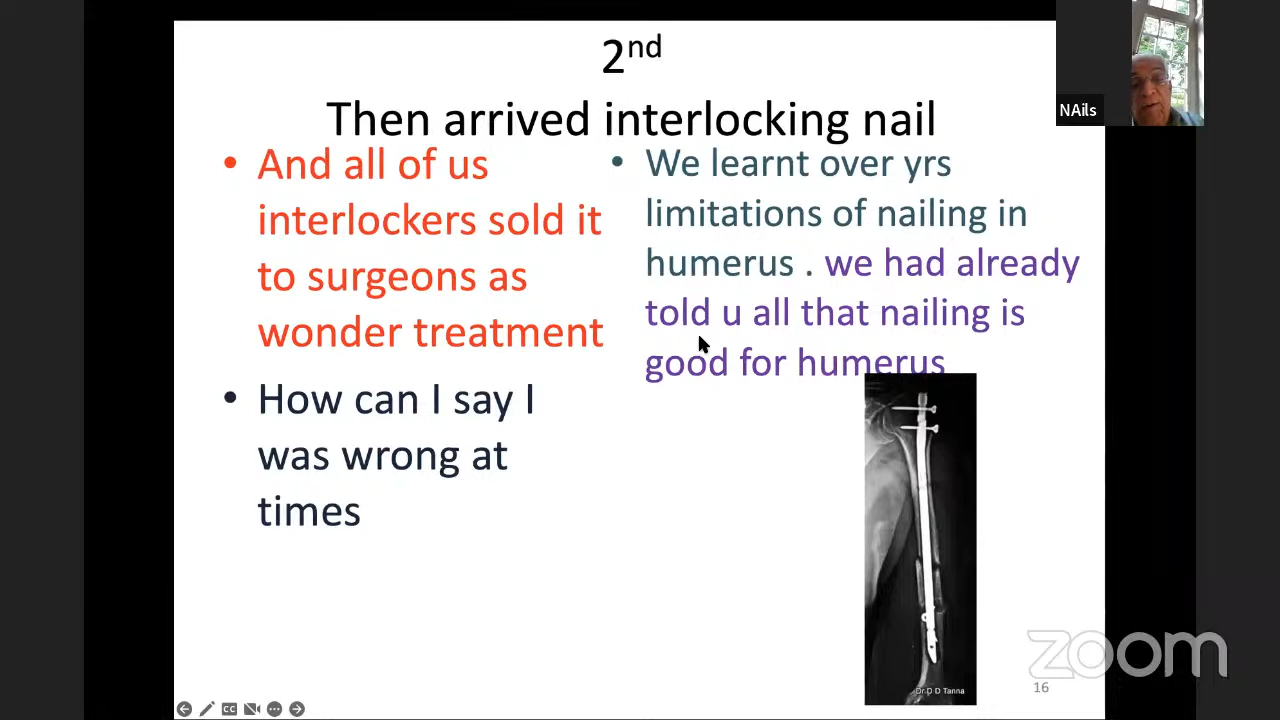 2nd
Then arrived interlocking nail
• And all of us
interlockers sold it
to surgeons as
wonder treatment
• How can I say I
was wrong at
times
• We learnt over yrs
limitations of nailing in
humerus . we had already
told u all that nailing is
good for humerus
Dr D D Tanna
16
NAils
zoom
CC